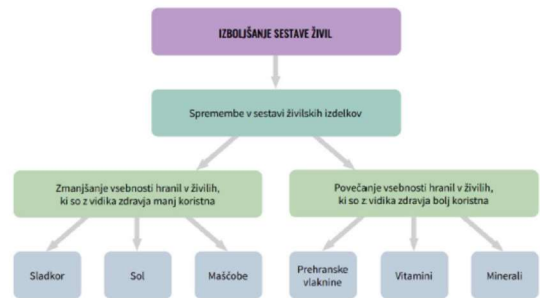 IZBOLJŠANJE SESTAVE ŽIVIL
Spremembe v sestavi živilskih izdelkov
Zmanjšanje vsebnosti hranil v živilih,
ki so z vidika zdravja manj koristna
Povečanje vsebnosti hranil v živilih,
ki so z vidika zdravja bolj koristna
Sladkor
Sol
Maščobe
Prehranske
vlaknine
Vitamini
Minerali